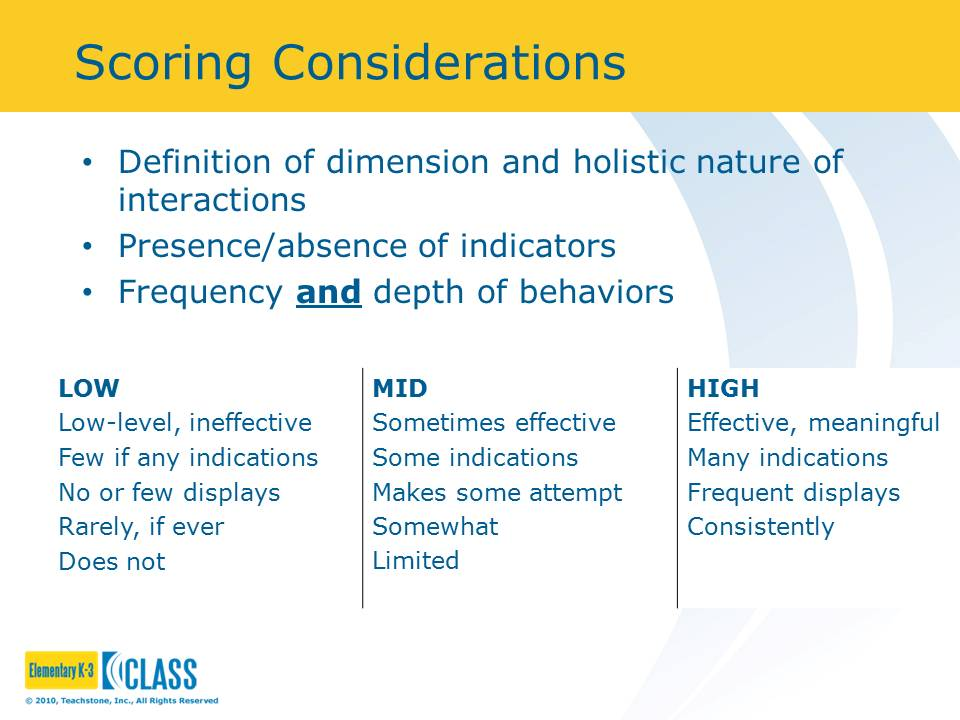 Scoring Considerations
• Definition of dimension and holistic nature of
interactions
• Presence/absence of indicators
• Frequency and depth of behaviors
LOW
Low-level, ineffective
Few if any indications
No or few displays
Rarely, if ever
Does not
MID
Sometimes effective
Some indications
Makes some attempt
Somewhat
Limited
HIGH
Effective, meaningful
Many indications
Frequent displays
Consistently
Elementary K-3
CLASS
© 2010, Teachstone, Inc., All Rights Reserved